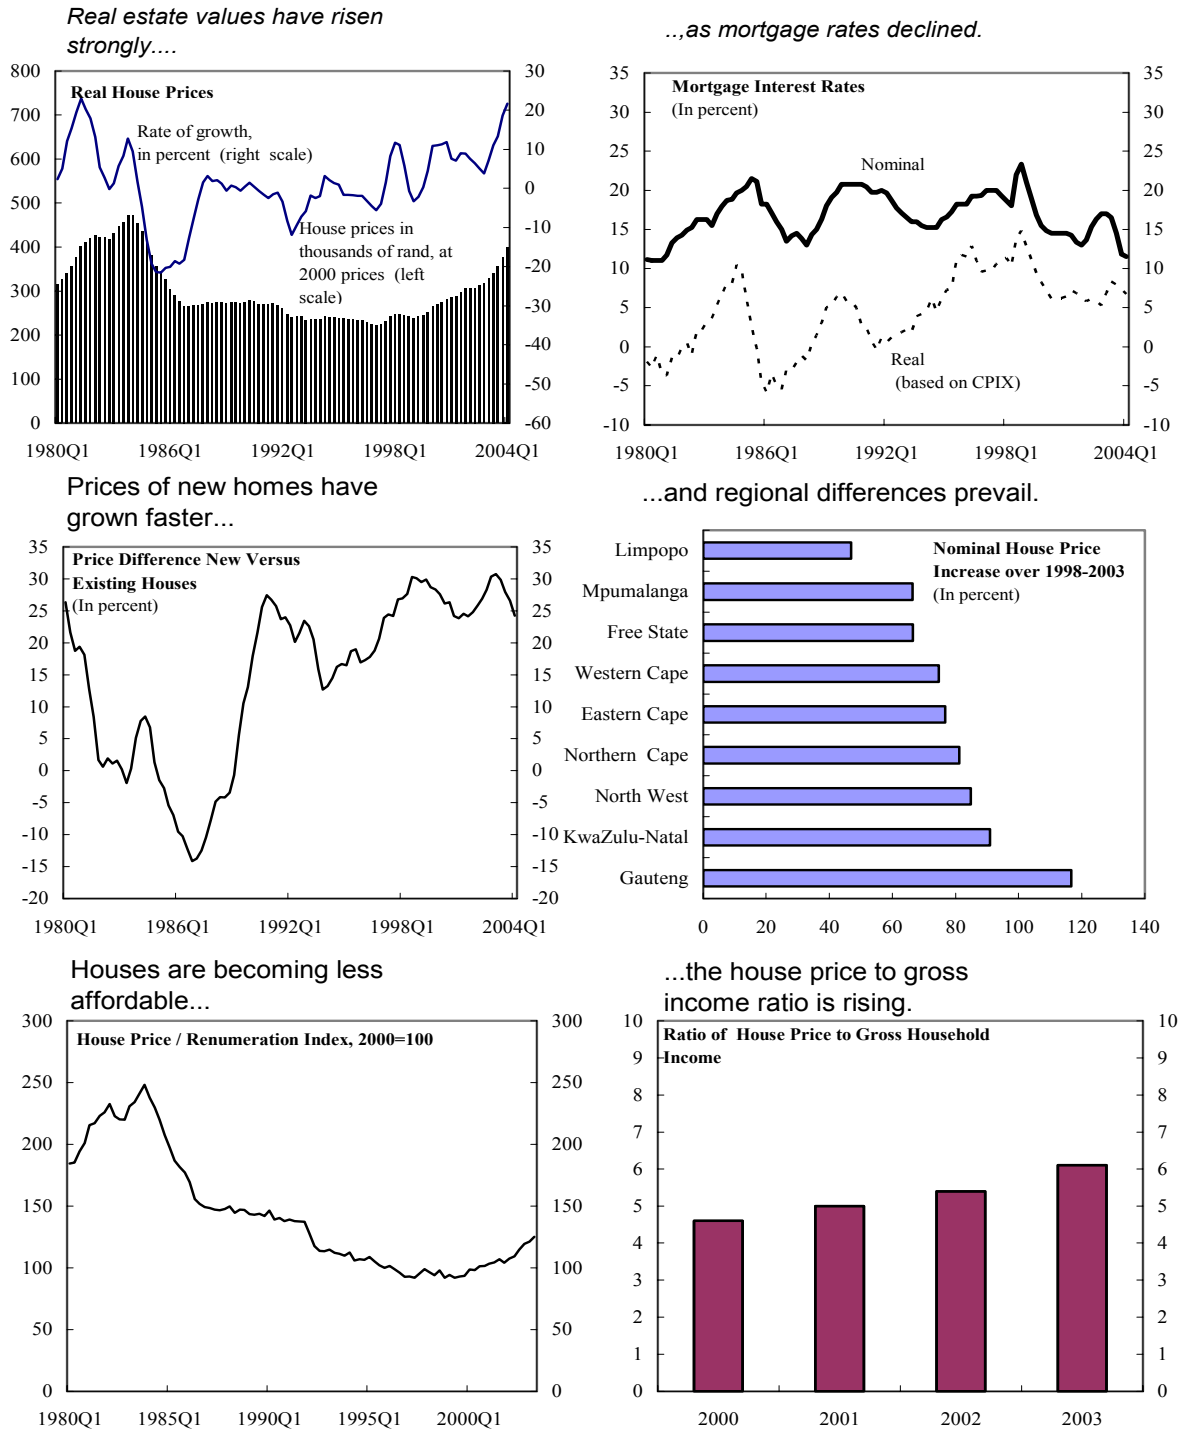 Real estate values have risen
strongly....
Real House Prices
Rate of growth,
in percent (right scale)
House prices in
thousands of rand, at
2000 prices (left
scale)
800
700
600
500
400
300
200
100
0
30
20
10
0
-10
-20
-30
-40
-50
-60
1980Q1 1986Q1 1992Q1 1998Q1 2004Q1
..,as mortgage rates declined.
Mortgage Interest Rates
(In percent)
Nominal
Real
(based on CPIX)
35
30
25
20
15
10
5
0
-5
-10
35
30
25
20
15
10
5
0
-5
-10
1980Q1 1986Q1 1992Q1 1998Q1 2004Q1
Prices of new homes have
grown faster...
Price Difference New Versus
Existing Houses
(In percent)
35
30
25
20
15
10
5
0
-5
-10
-15
-20
35
30
25
20
15
10
5
0
-5
-10
-15
-20
1980Q1 1986Q1 1992Q1 1998Q1 2004Q1
...and regional differences prevail.
Nominal House Price
Increase over 1998-2003
(In percent)
Limpopo
Mpumalanga
Free State
Western Cape
Eastern Cape
Northern Cape
North West
KwaZulu-Natal
Gauteng
0 20 40 60 80 100 120 140
Houses are becoming less
affordable...
House Price / Renumeration Index, 2000=100
300
250
200
150
100
50
0
300
250
200
150
100
50
0
1980Q1 1985Q1 1990Q1 1995Q1 2000Q1
...the house price to gross
income ratio is rising.
Ratio of House Price to Gross Household
Income
10
9
8
7
6
5
4
3
2
1
0
10
9
8
7
6
5
4
3
2
1
0
2000 2001 2002 2003